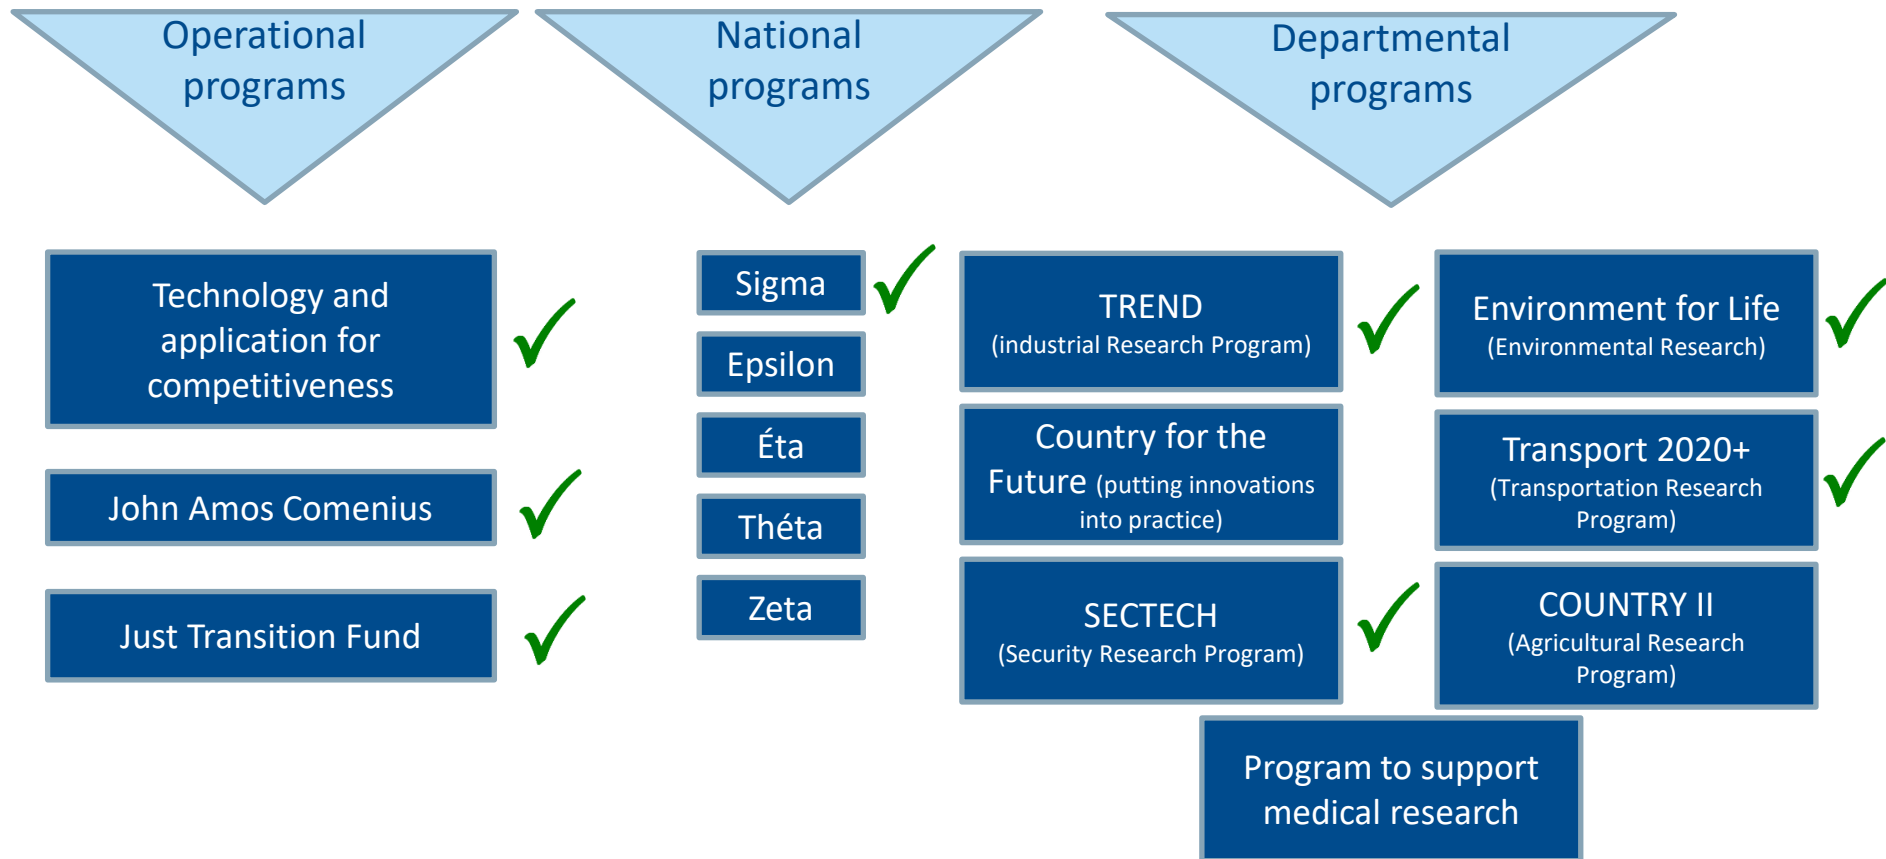 Operational
programs
National
programs
Departmental
programs
Technology and
application for
competitiveness
John Amos Comenius
Just Transition Fund
Sigma
Epsilon
Éta
Théta
Zeta
TREND
(industrial Research Program)
Country for the
Future (putting innovations
into practice)
SECTECH
(Security Research Program)
Environment for Life
(Environmental Research)
Transport 2020+
(Transportation Research
Program)
COUNTRY II
(Agricultural Research
Program)
Program to support
medical research